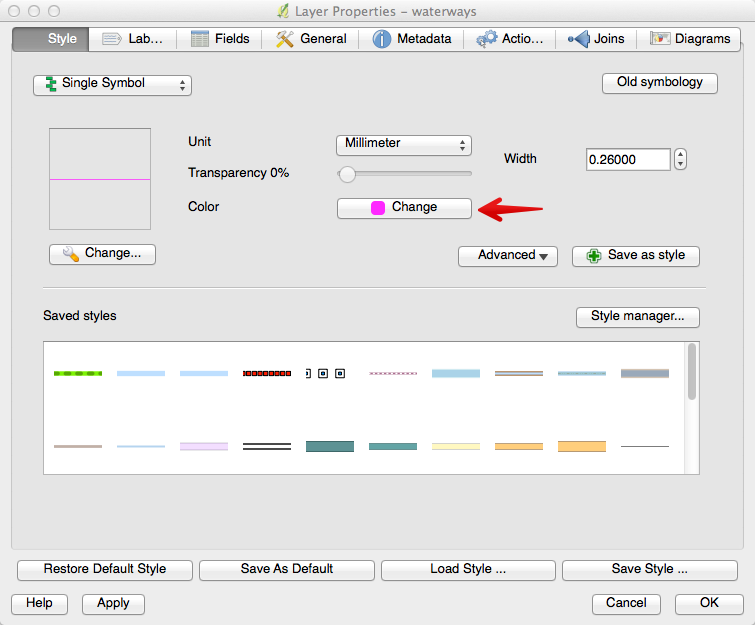 Layer Properties – waterways
Style Lab... Fields General Metadata Actio... Joins Diagrams
Single Symbol Old symbology
Unit Millimeter Width 0.26000
Transparency 0%
Color Change
Change... Advanced Save as style
Saved styles Style manager...
Restore Default Style Save As Default Load Style ... Save Style ...
Help Apply Cancel OK